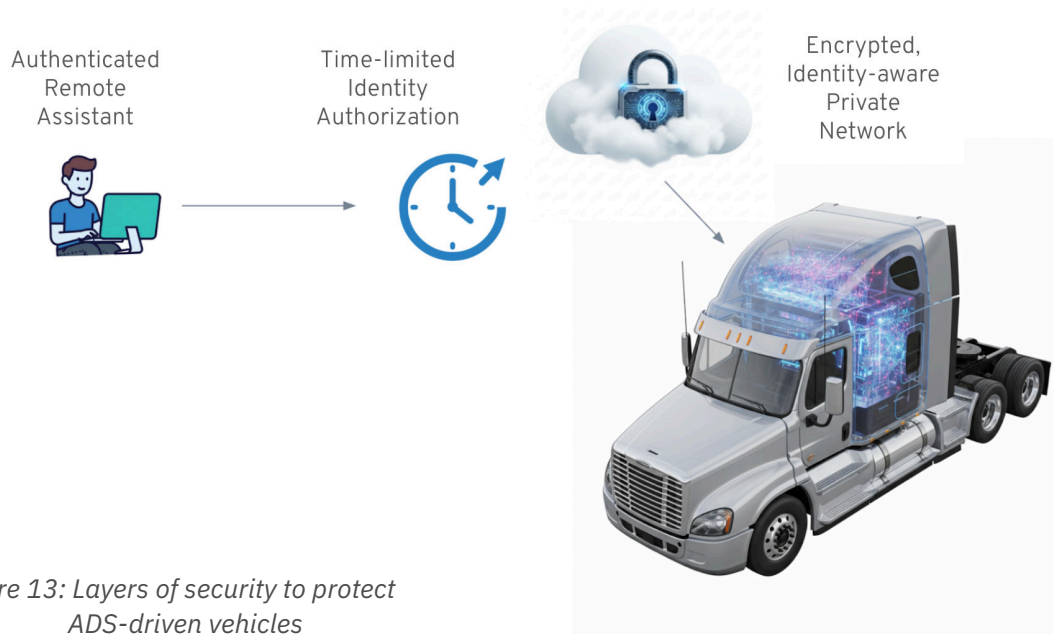 Authenticated
Remote
Assistant
Time-limited
Identity
Authorization
Encrypted,
Identity-aware
Private
Network
re 13: Layers of security to protect
ADS-driven vehicles